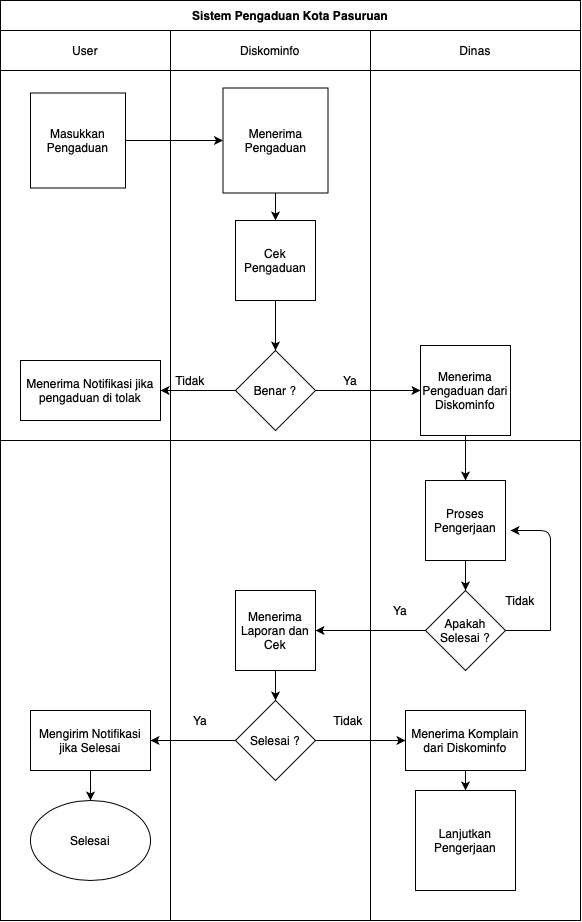 Sistem Pengaduan Kota Pasuruan
User
Diskominfo
Dinas
Masukkan
Pengaduan
Menerima
Pengaduan
Cek
Pengaduan
Menerima Notifikasi jika
pengaduan di tolak
Tidak
Benar ?
Ya
Menerima
Pengaduan dari
Diskominfo
Proses
Pengerjaan
Tidak
Apakah
Selesai ?
Ya
Menerima
Laporan dan
Cek
Mengirim Notifikasi
jika Selesai
Ya
Selesai ?
Tidak
Menerima Komplain
dari Diskominfo
Selesai
Lanjutkan
Pengerjaan